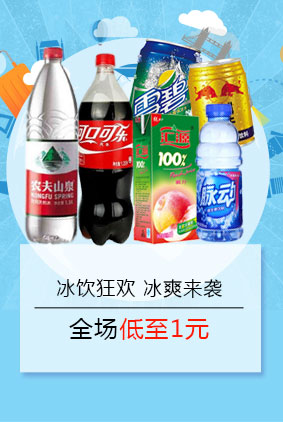 农夫山泉
NONGFU SPRING
可口可乐
雪碧
汇源
100%
脉动
冰饮狂欢 冰爽来袭
全场低至1元